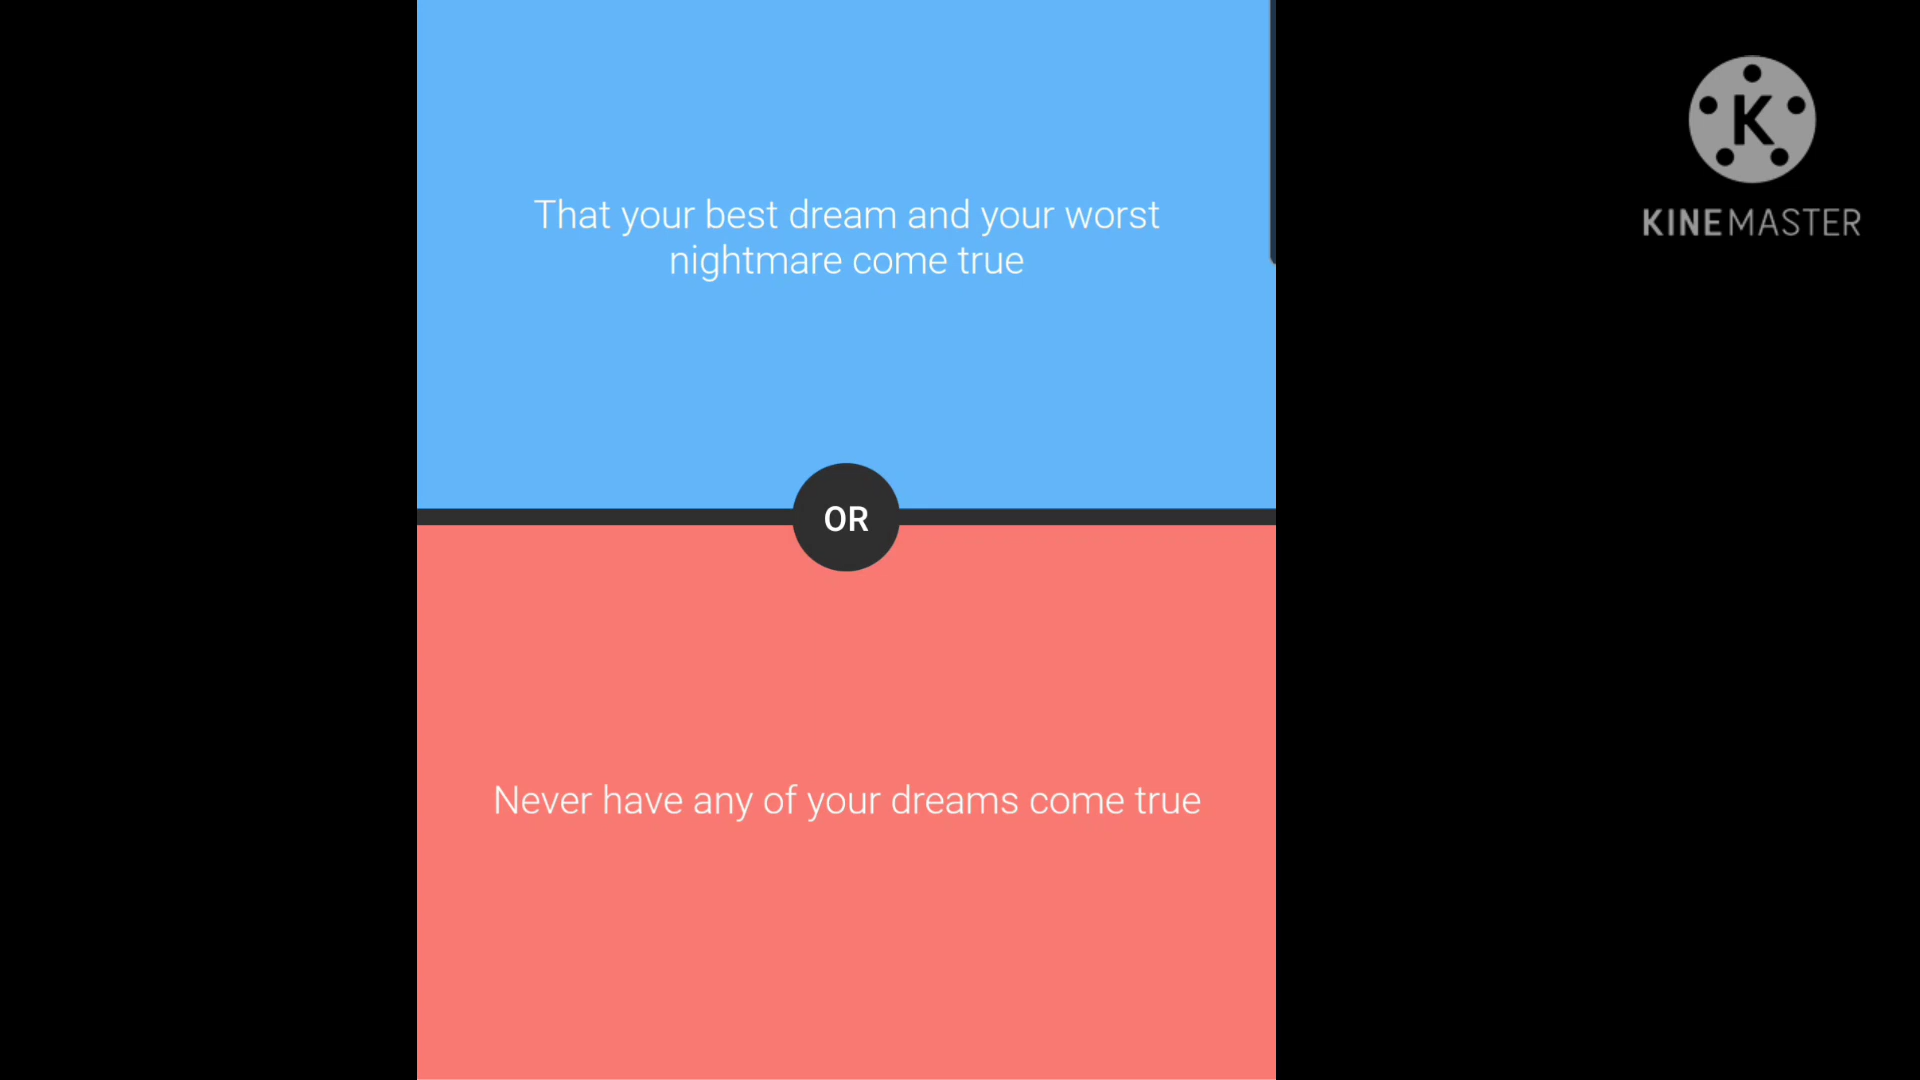 That your best dream and your worst
nightmare come true
OR
Never have any of your dreams come true
K
KINEMASTER